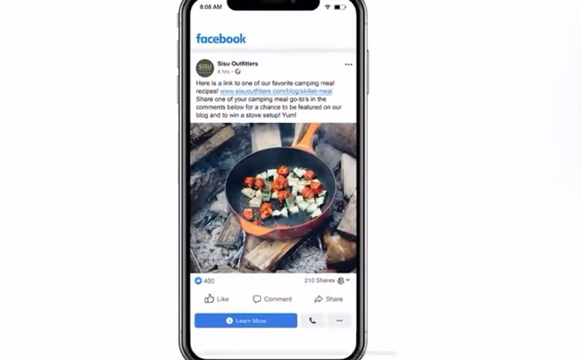 8:08 AM
facebook
Sisu Outfitters
4 hrs ·
Here is a link to one of our favorite camping meal
recipes! www.sisuoutfitters.com/blog/skillet-meal
Share one of your camping meal go-to's in the
comments below for a chance to be featured on our
blog and to win a stove setup! Yum!
400 210 Shares
Like Comment Share
Learn More